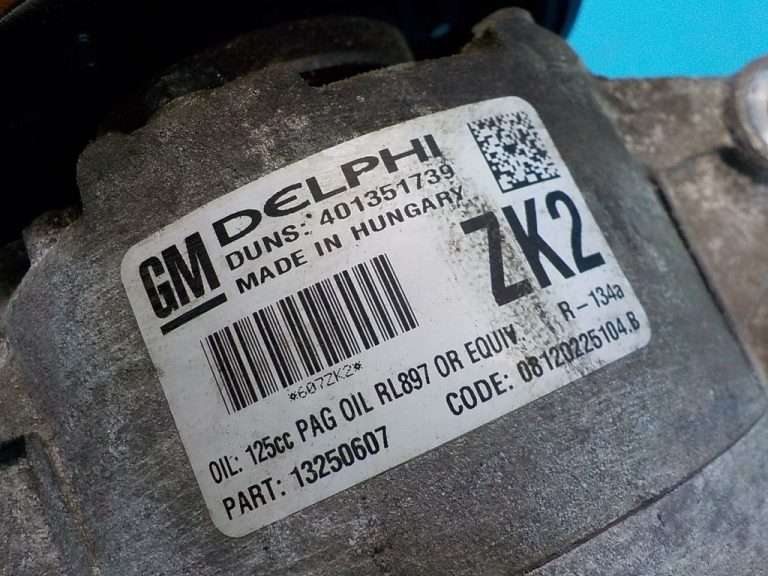 GM
DELPHI
DUNS: 401351739
MADE IN HUNGARY
ZK2
*607ZK2*
R-134a
OIL: 125cc PAG OIL RL897 OR EQUIV.
CODE: 08120225104.B
PART: 13250607